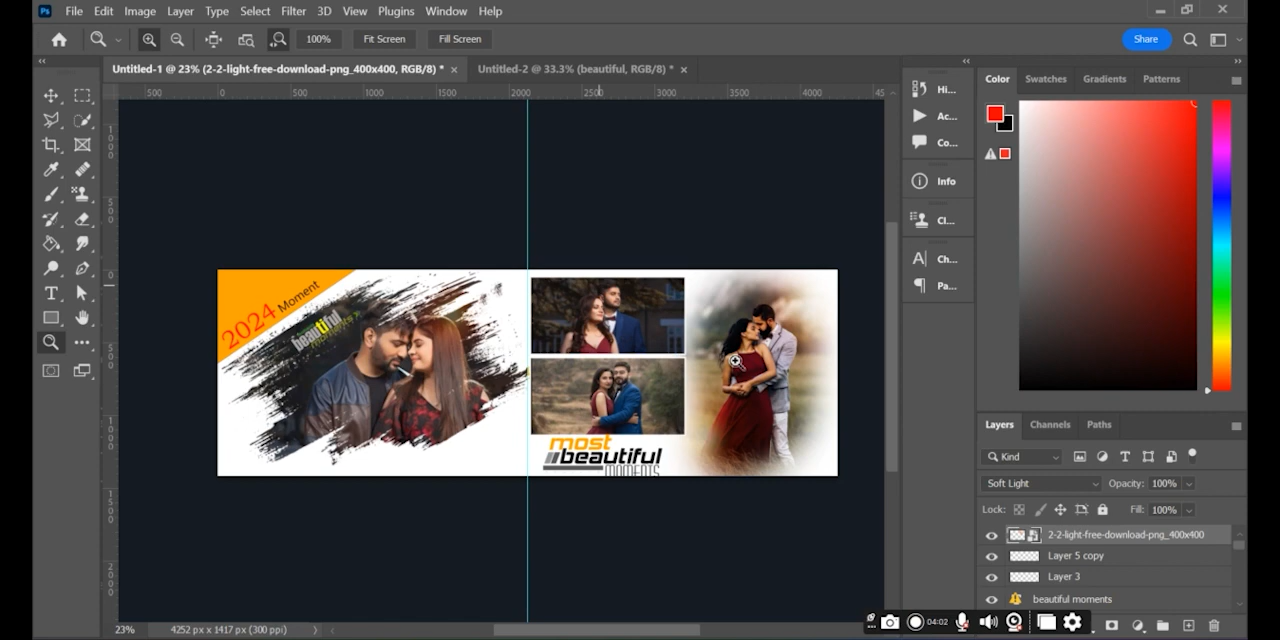 Ps File Edit Image Layer Type Select Filter 3D View Plugins Window Help
100% Fit Screen Fill Screen Share
Untitled-1 @ 23% (2-2-light-free-download-png_400x400, RGB/8) * × Untitled-2 @ 33.3% (beautiful, RGB/8) * ×
500 0 500 1000 1500 2000 2500 3000 3500 4000 45
Hi...
Ac...
Co...
Info
Cl...
Ch...
Pa...
Color Swatches Gradients Patterns
2024 Moment
beautiful
most
beautiful
MOMENTS
Layers Channels Paths
Kind
Soft Light Opacity: 100%
Lock: Fill: 100%
2-2-light-free-download-png_400x400
Layer 5 copy
Layer 3
beautiful moments
23% 4252 px x 1417 px (300 ppi)
04:02